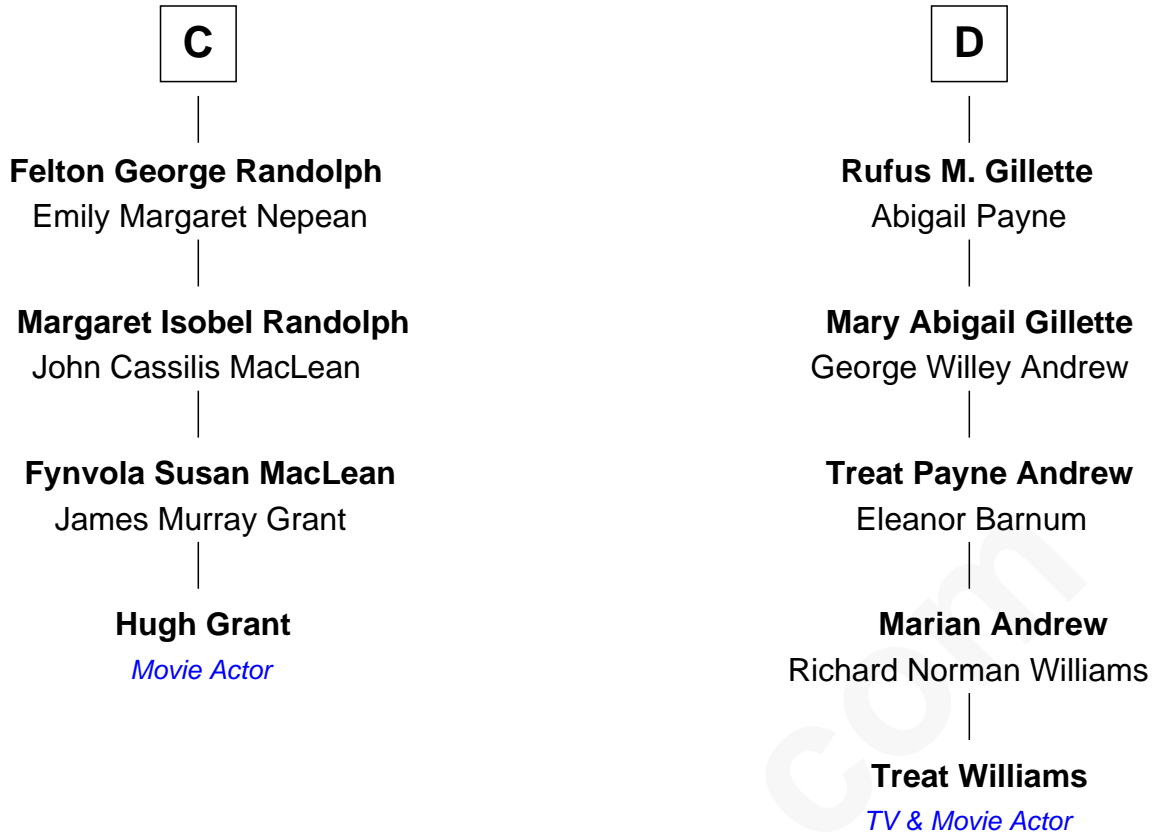 C
Felton George Randolph
Emily Margaret Nepean
Margaret Isobel Randolph
John Cassilis MacLean
Fynvola Susan MacLean
James Murray Grant
Hugh Grant
Movie Actor
D
Rufus M. Gillette
Abigail Payne
Mary Abigail Gillette
George Willey Andrew
Treat Payne Andrew
Eleanor Barnum
Marian Andrew
Richard Norman Williams
Treat Williams
TV & Movie Actor
com